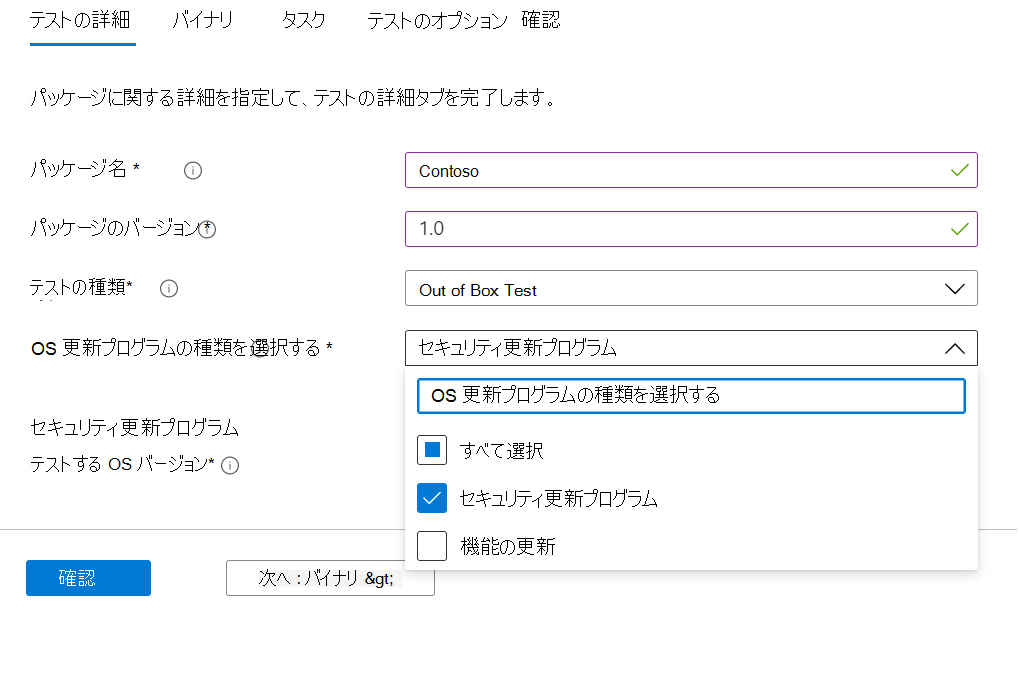 テストの詳細 バイナリ タスク テストのオプション 確認
パッケージに関する詳細を指定して、テストの詳細タブを完了します。
パッケージ名 * Contoso
パッケージのバージョン* 1.0
テストの種類* Out of Box Test
OS 更新プログラムの種類を選択する * セキュリティ更新プログラム
OS 更新プログラムの種類を選択する
すべて選択
セキュリティ更新プログラム
機能の更新
セキュリティ更新プログラム
テストする OS バージョン*
確認 次へ : バイナリ &gt;